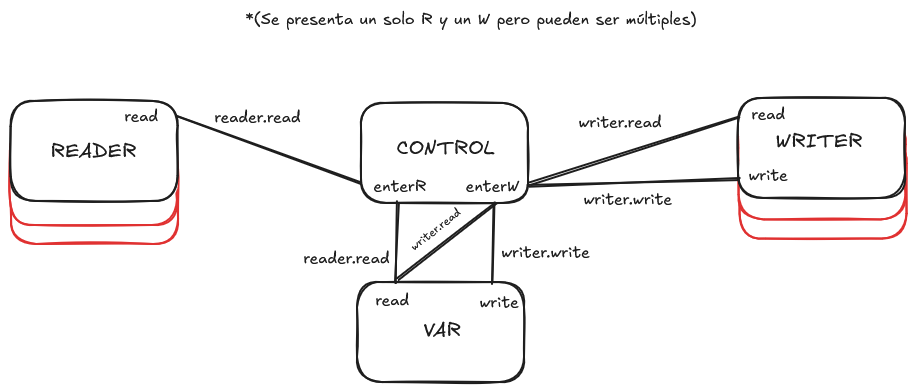 *(Se presenta un solo R y un W pero pueden ser múltiples)
read
reader.read
READER
CONTROL
enterR
enterW
writer.read
read
WRITER
write
writer.write
reader.read
writer.read
writer.write
read
write
VAR